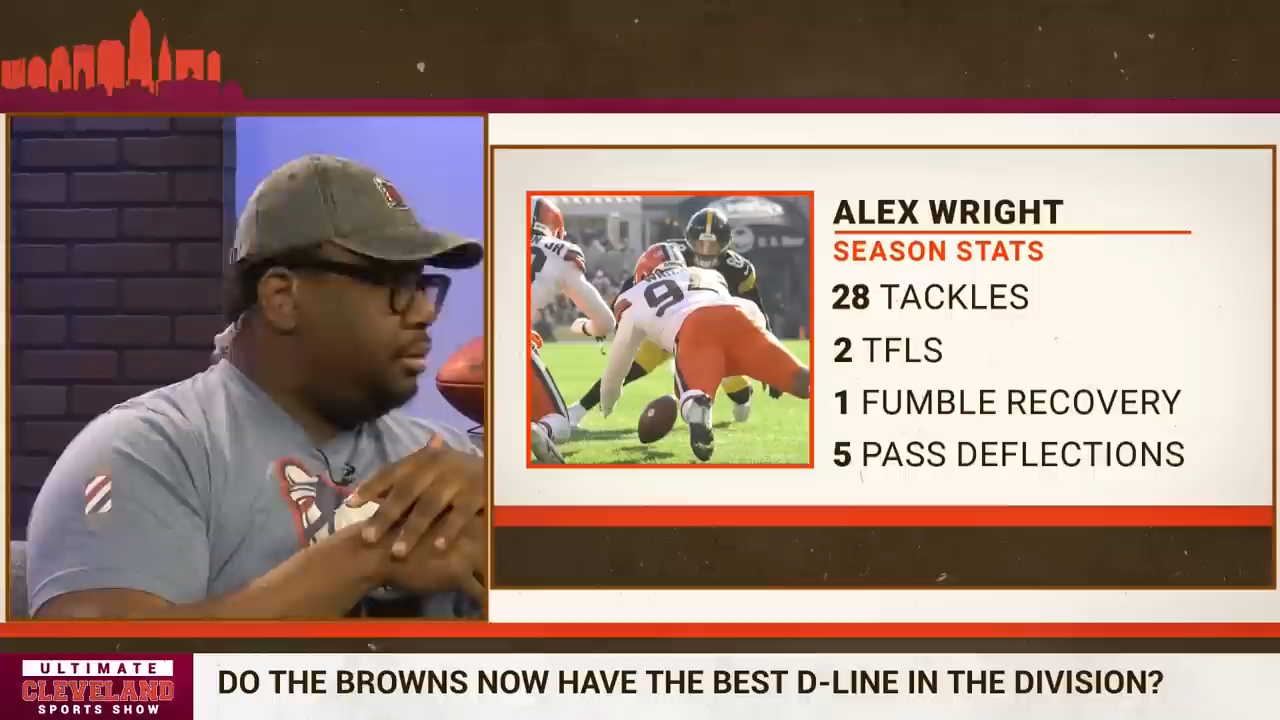 ALEX WRIGHT
SEASON STATS
28 TACKLES
2 TFLS
1 FUMBLE RECOVERY
5 PASS DEFLECTIONS
ULTIMATE
CLEVELAND
SPORTS SHOW
DO THE BROWNS NOW HAVE THE BEST D-LINE IN THE DIVISION?